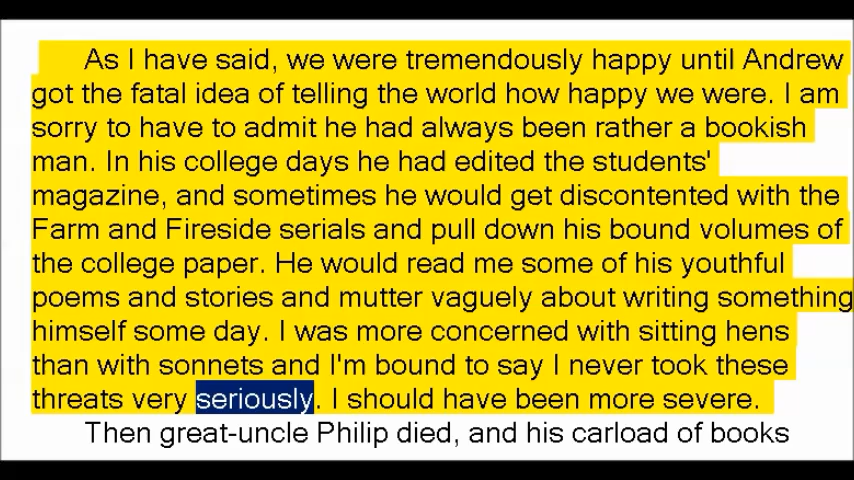 As I have said, we were tremendously happy until Andrew
got the fatal idea of telling the world how happy we were. I am
sorry to have to admit he had always been rather a bookish
man. In his college days he had edited the students'
magazine, and sometimes he would get discontented with the
Farm and Fireside serials and pull down his bound volumes of
the college paper. He would read me some of his youthful
poems and stories and mutter vaguely about writing something
himself some day. I was more concerned with sitting hens
than with sonnets and I'm bound to say I never took these
threats very seriously. I should have been more severe.
Then great-uncle Philip died, and his carload of books